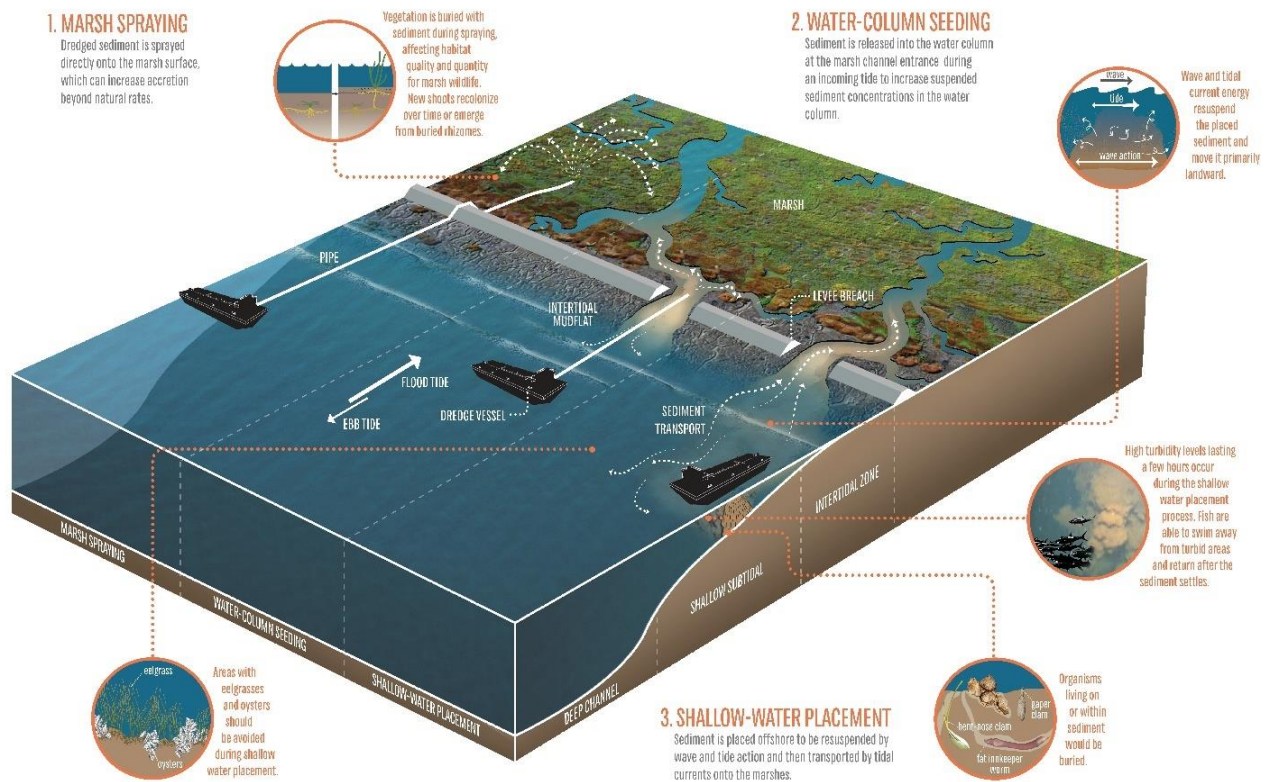 1. MARSH SPRAYING
Dredged sediment is sprayed
directly onto the marsh surface,
which can increase accretion
beyond natural rates.
Vegetation is buried with
sediment during spraying,
affecting habitat
quality and quantity
for marsh wildlife.
New shoots recolonize
over time or emerge
from buried rhizomes.
2. WATER-COLUMN SEEDING
Sediment is released into the water column
at the marsh channel entrance during
an incoming tide to increase suspended
sediment concentrations in the water
column.
wave
tide
wave action
Wave and tidal
current energy
resuspend
the placed
sediment and
move it primarily
landward.
MARSH
PIPE
INTERTIDAL
MUDFLAT
LEVEE BREACH
FLOOD TIDE
EBB TIDE
DREDGE VESSEL
SEDIMENT
TRANSPORT
INTERTIDAL ZONE
SHALLOW SUBTIDAL
DEEP CHANNEL
MARSH SPRAYING
WATER-COLUMN SEEDING
SHALLOW-WATER PLACEMENT
High turbidity levels lasting
a few hours occur
during the shallow
water placement
process. Fish are
able to swim away
from turbid areas
and return after the
sediment settles.
eelgrass
oysters
Areas with
eelgrasses
and oysters
should
be avoided
during shallow
water placement.
3. SHALLOW-WATER PLACEMENT
Sediment is placed offshore to be resuspended by
wave and tide action and then transported by tidal
currents onto the marshes.
gaper
clam
bent-nose clam
fat innkeeper
worm
Organisms
living on
or within
sediment
would be
buried.